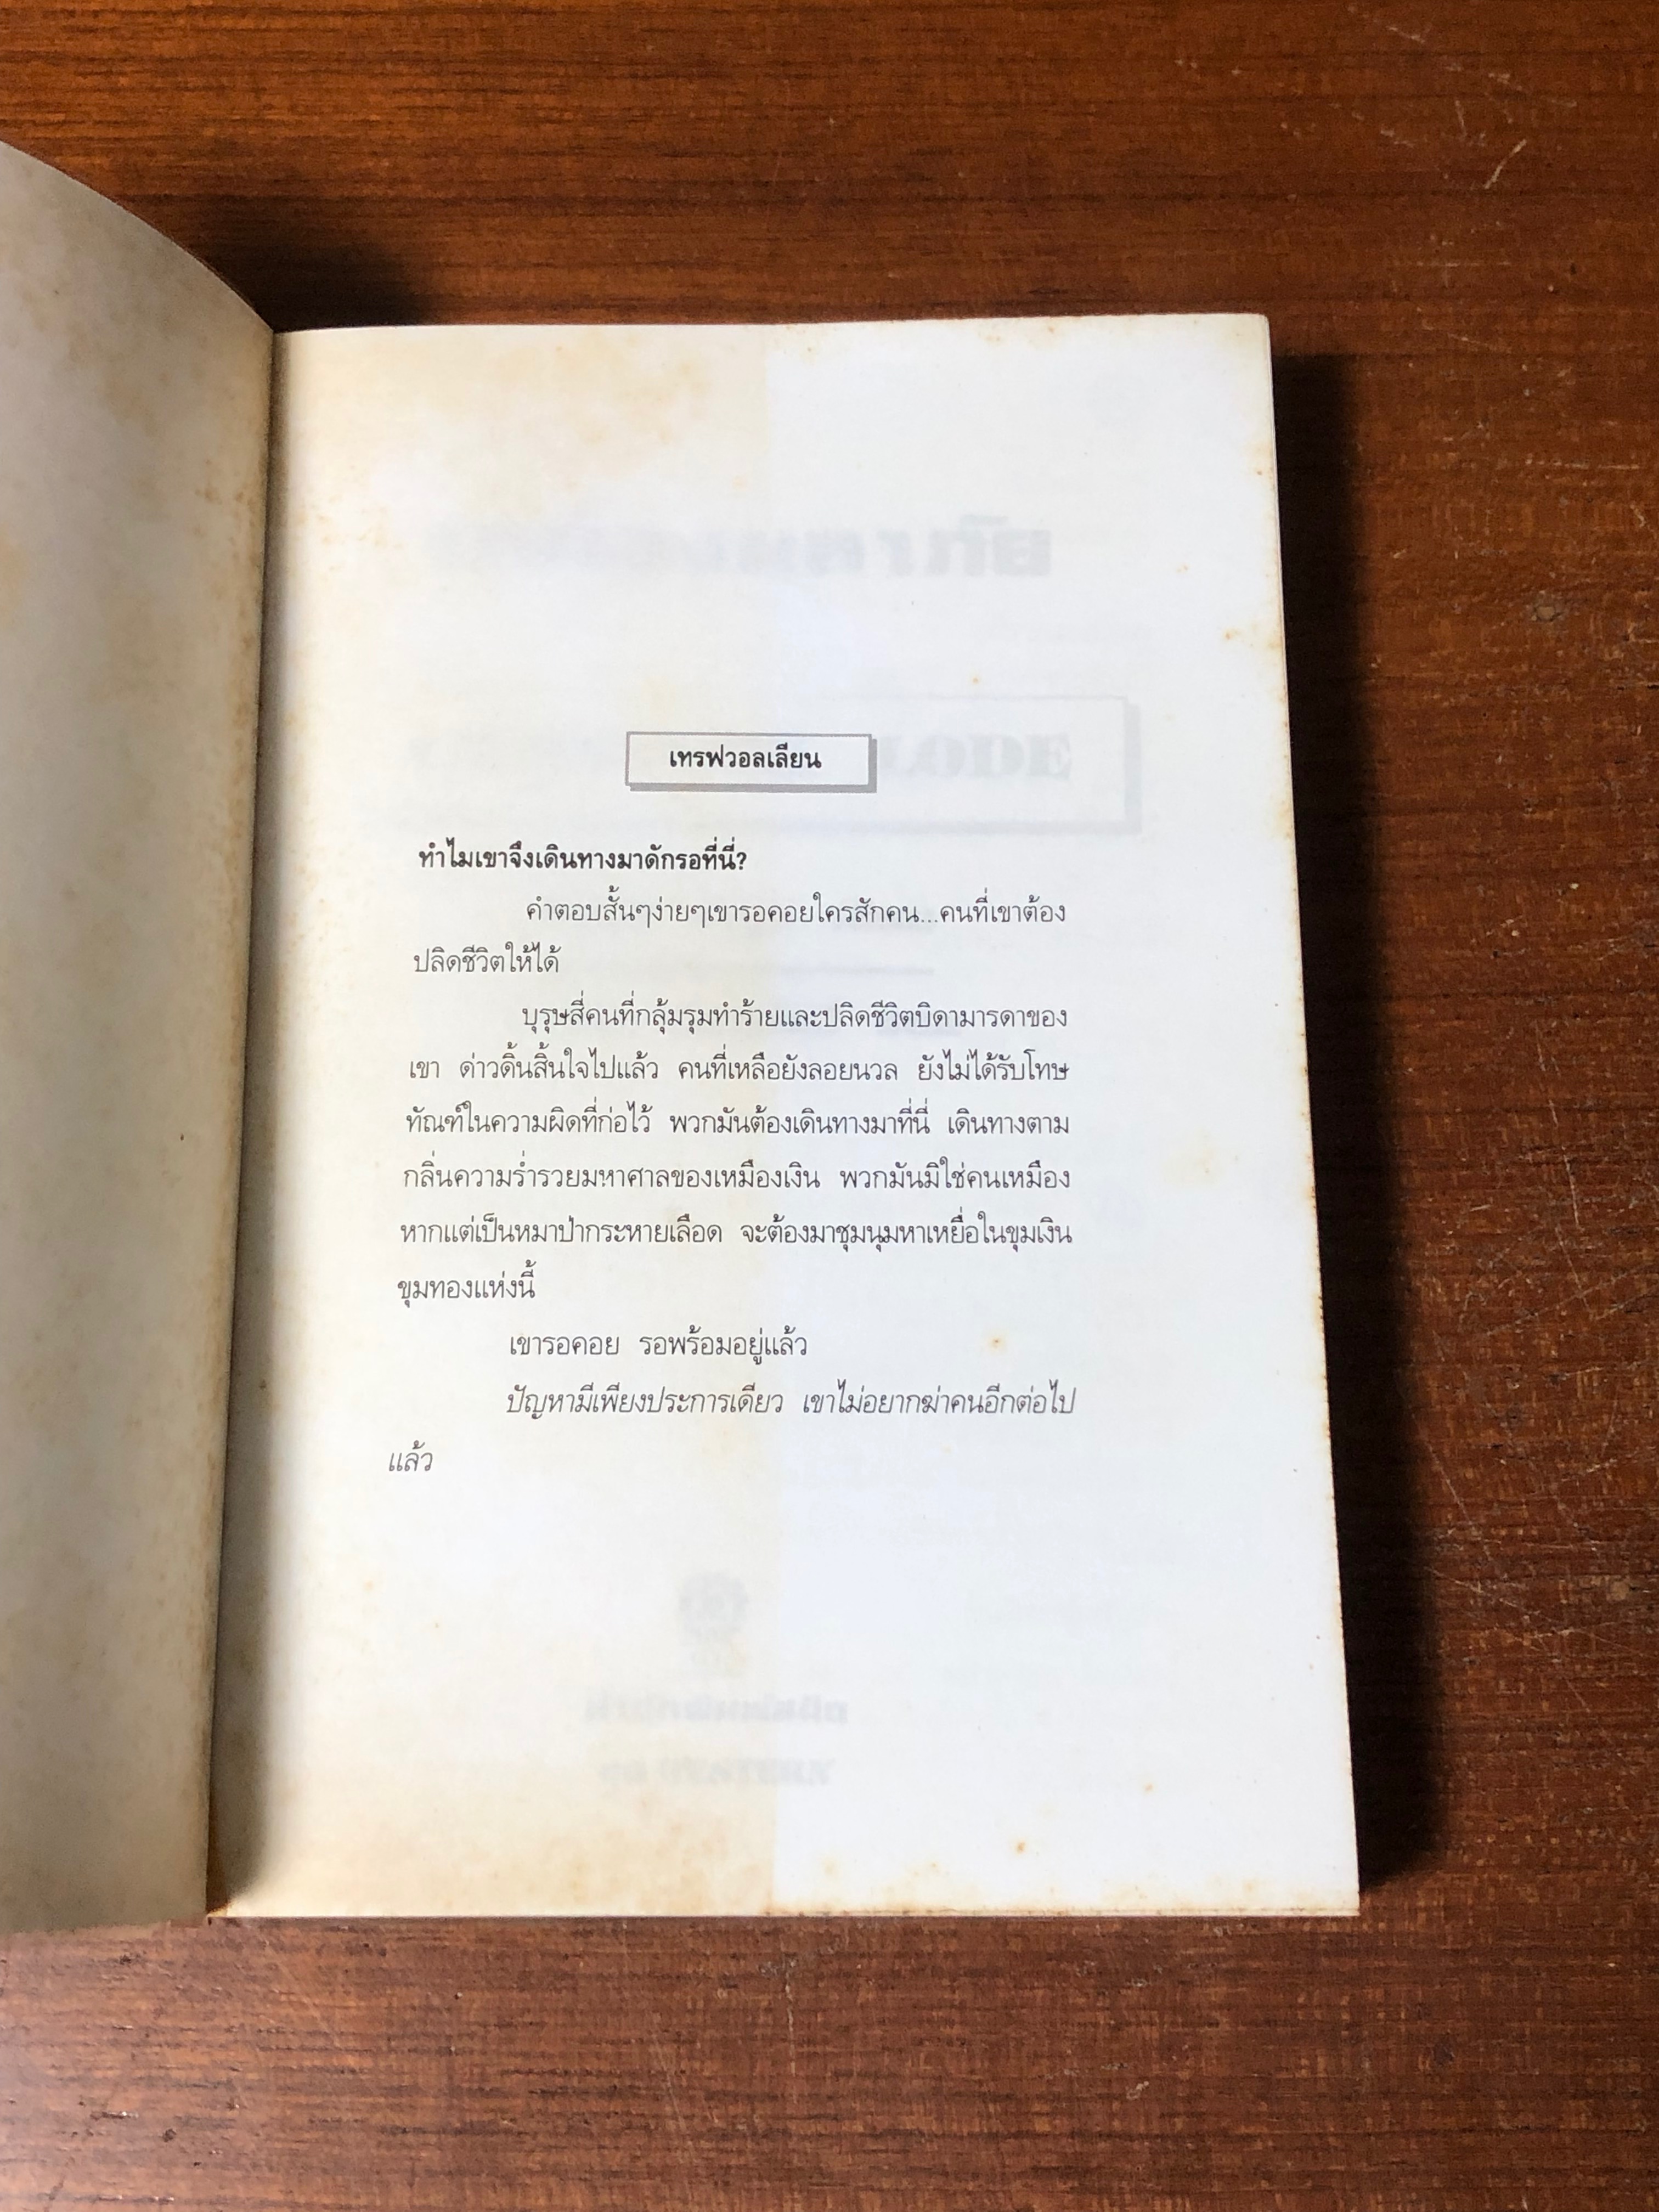 เทรฟวอลเลียน
ทำไมเขาจึงเดินทางมาดักรอที่นี่?
คำตอบสั้นๆง่ายๆเขารอคอยใครสักคน...คนที่เขาต้อง
ปลิดชีวิตให้ได้
บุรุษสี่คนที่กลุ้มรุมทำร้ายและปลิดชีวิตบิดามารดาของ
เขา ด่าวดิ้นสิ้นใจไปแล้ว คนที่เหลือยังลอยนวล ยังไม่ได้รับโทษ
ทัณฑ์ในความผิดที่ก่อไว้ พวกมันต้องเดินทางมาที่นี่ เดินทางตาม
กลิ่นความร่ำรวยมหาศาลของเหมืองเงิน พวกมันมิใช่คนเหมือง
หากแต่เป็นหมาป่ากระหายเลือด จะต้องมาชุมนุมหาเหยื่อในขุมเงิน
ขุมทองแห่งนี้
เขารอคอย รอพร้อมอยู่แล้ว
ปัญหามีเพียงประการเดียว เขาไม่อยากฆ่าคนอีกต่อไป
แล้ว